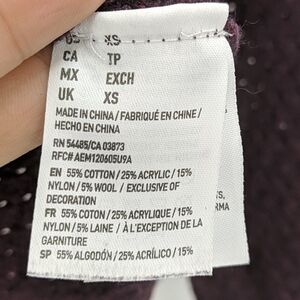 US XS
CA TP
MX EXCH
UK XS
MADE IN CHINA / FABRIQUÉ EN CHINE /
HECHO EN CHINA
RN 54485/CA 03873
RFC# AEM120605U9A
EN 55% COTTON / 25% ACRYLIC / 15%
NYLON / 5% WOOL / EXCLUSIVE OF
DECORATION
FR 55% COTON / 25% ACRYLIQUE / 15%
NYLON / 5% LAINE / À L'EXCEPTION DE LA
GARNITURE
SP 55% ALGODÓN / 25% ACRÍLICO / 15%